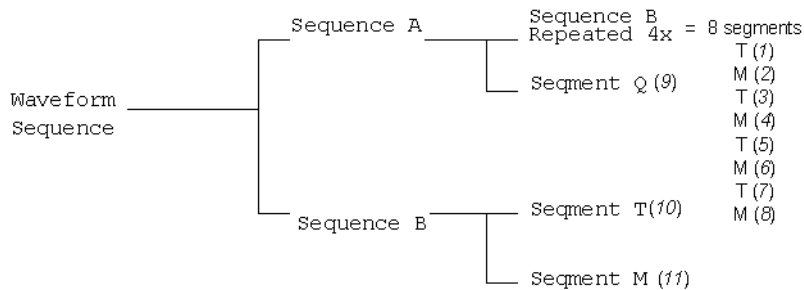 Sequence A
Sequence B
Repeated 4x = 8 segments
T (1)
M (2)
T (3)
M (4)
T (5)
M (6)
T (7)
M (8)
Seqment Q (9)
Waveform
Sequence
Sequence B
Seqment T(10)
Seqment M (11)